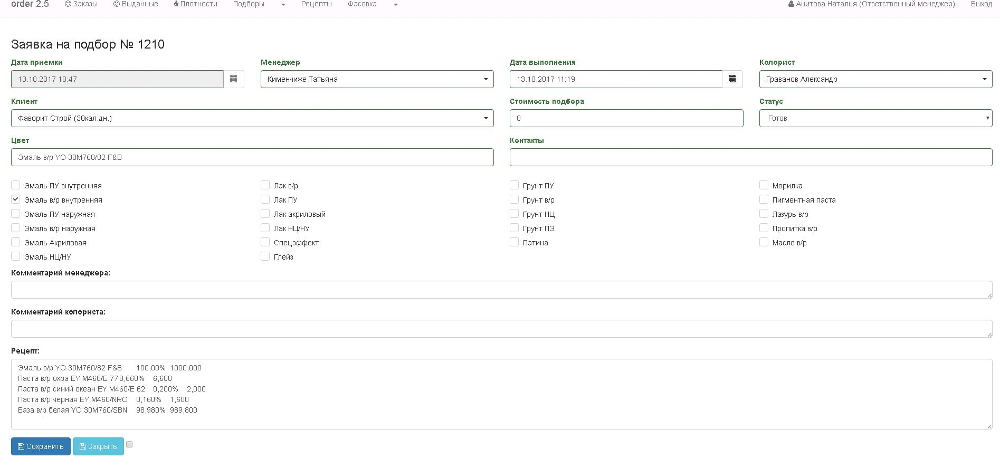 order 2.5 Заказы Выданные Плотности Подборы Рецепты Фасовка Анитова Наталья (Ответственный менеджер) Выход
Заявка на подбор № 1210
Дата приемки Менеджер Дата выполнения Колорист
13.10.2017 10:47 Кименчиже Татьяна 13.10.2017 11:19 Граванов Александр
Клиент Стоимость подбора Статус
Фаворит Строй (30кал.дн.) 0 Готов
Цвет Контакты
Эмаль в/р YO 30M760/82 F&B
Эмаль ПУ внутренняя Лак в/р Грунт ПУ Морилка
Эмаль в/р внутренняя Лак ПУ Грунт в/р Пигментная паста
Эмаль ПУ наружная Лак акриловый Грунт НЦ Лазурь в/р
Эмаль в/р наружная Лак НЦ/НУ Грунт ПЭ Пропитка в/р
Эмаль Акриловая Спецэффект Патина Масло в/р
Эмаль НЦ/НУ Глейз
Комментарий менеджера:
Комментарий колориста:
Рецепт:
Эмаль в/р YO 30M760/82 F&B 100,00% 1000,000
Паста в/р охра EY M460/E 77 0,660% 6,600
Паста в/р синий океан EY M460/E 62 0,200% 2,000
Паста в/р черная EY M460/NRO 0,160% 1,600
База в/р белая YO 30M760/SBN 98,980% 989,800
Сохранить Закрыть